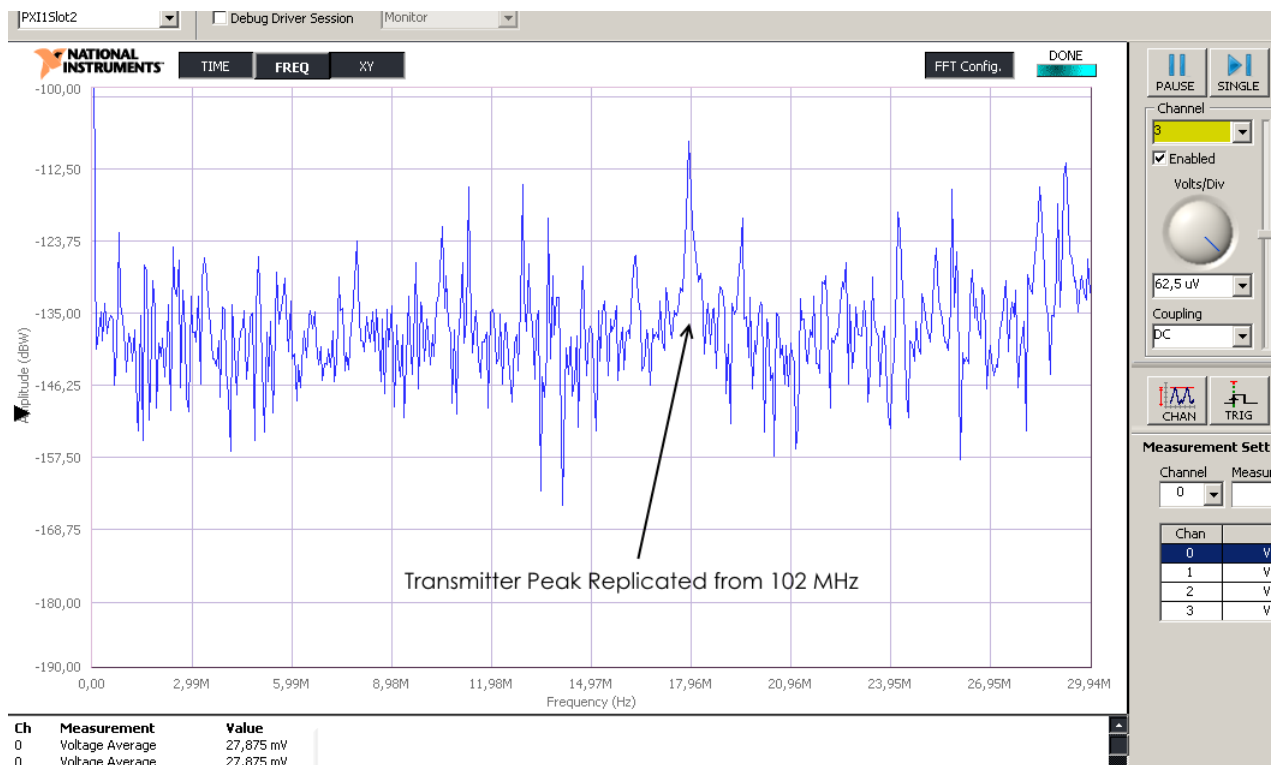 PXI1Slot2 Debug Driver Session Monitor
NATIONAL INSTRUMENTS
TIME FREQ XY FFT Config. DONE
PAUSE SINGLE
Channel
3
Enabled
Volts/Div
62,5 uV
Coupling
DC
CHAN TRIG
Measurement Sett
Channel Measur
0
Chan
0 V
1 V
2 V
3 V
-100,00
-112,50
-123,75
-135,00
-146,25
-157,50
-168,75
-180,00
-190,00
Amplitude (dBW)
Transmitter Peak Replicated from 102 MHz
0,00 2,99M 5,99M 8,98M 11,98M 14,97M 17,96M 20,96M 23,95M 26,95M 29,94M
Frequency (Hz)
Ch Measurement Value
0 Voltage Average 27,875 mV
0 Voltage Average 27,875 mV